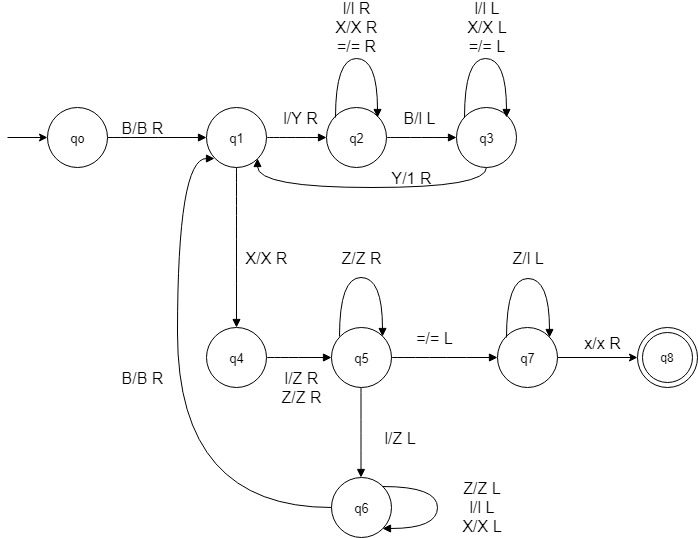 I/I R
X/X R
=/= R
I/I L
X/X L
=/= L
qo
B/B R
q1
I/Y R
q2
B/I L
q3
Y/1 R
X/X R
Z/Z R
Z/I L
q4
I/Z R
Z/Z R
q5
=/= L
q7
x/x R
q8
B/B R
I/Z L
q6
Z/Z L
I/I L
X/X L